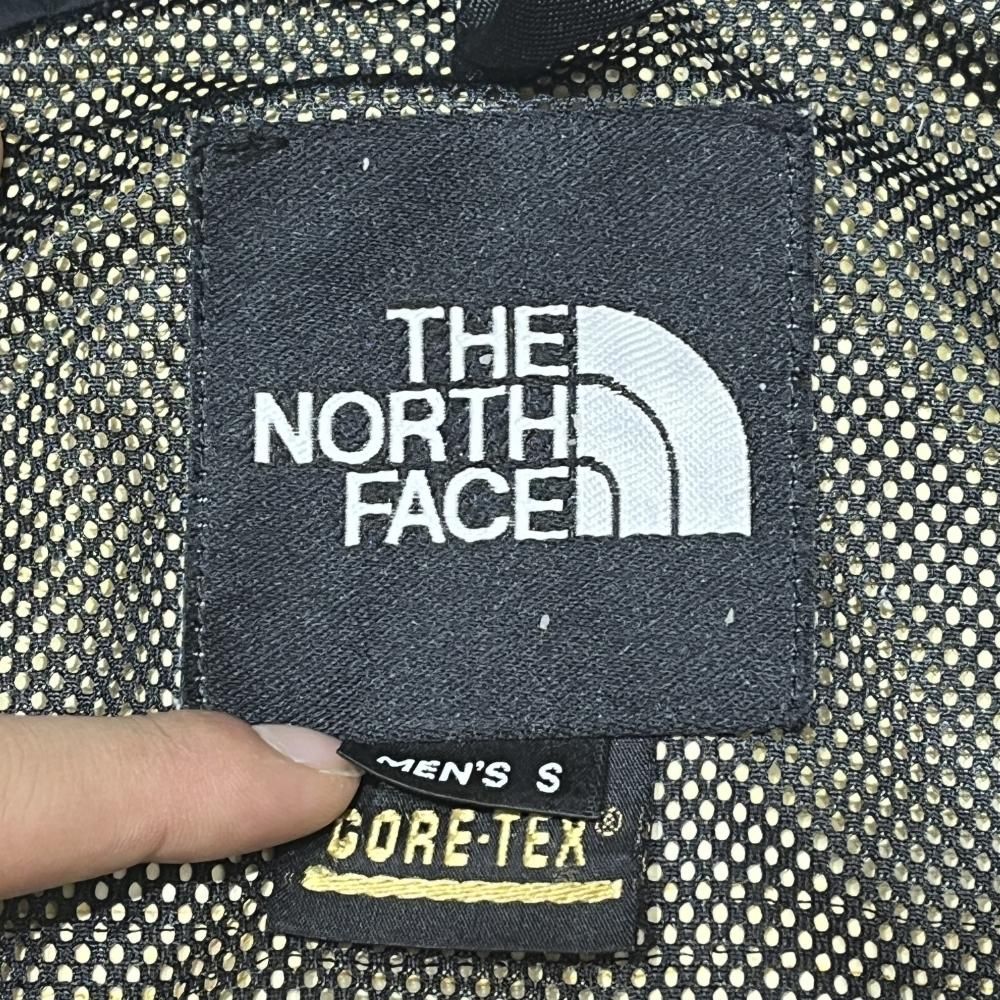 THE
NORTH
FACE
MEN'S S
GORE-TEX®